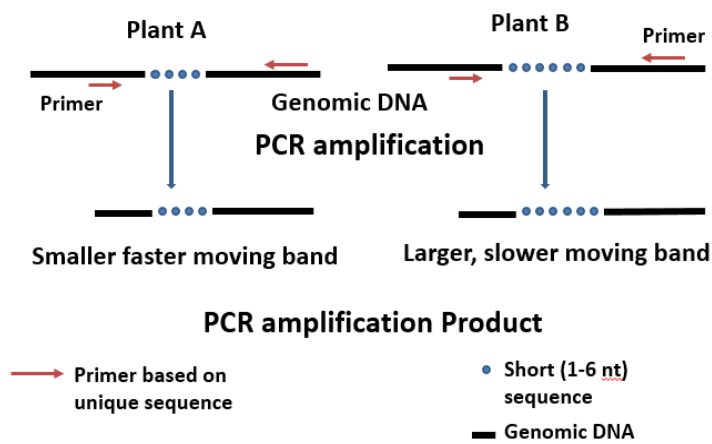 Plant A
Plant B
Primer
Primer
Genomic DNA
PCR amplification
Smaller faster moving band
Larger, slower moving band
PCR amplification Product
Primer based on
unique sequence
Short (1-6 nt)
sequence
Genomic DNA